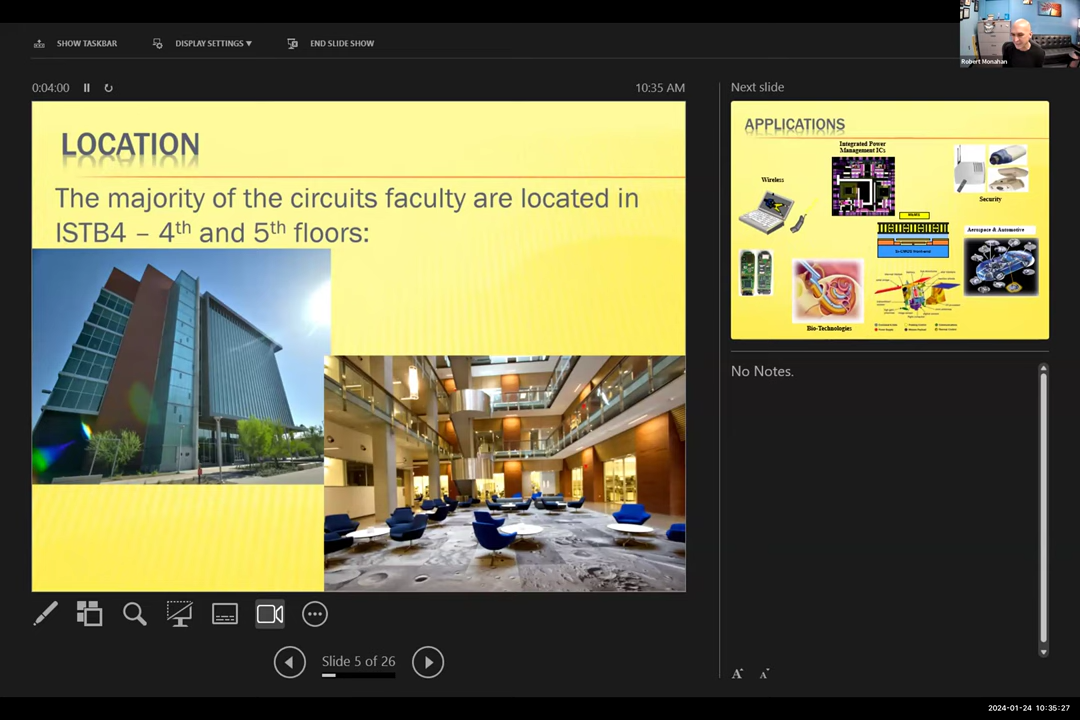 SHOW TASKBAR
DISPLAY SETTINGS ▼
END SLIDE SHOW
Robert Monahan
0:04:00
10:35 AM
Next slide
LOCATION
The majority of the circuits faculty are located in
ISTB4 – 4th and 5th floors:
APPLICATIONS
Integrated Power
Management ICs
Wireless
Security
MEMS
Aerospace & Automotive
Bio-Technologies
No Notes.
Slide 5 of 26
2024-01-24 10:35:27